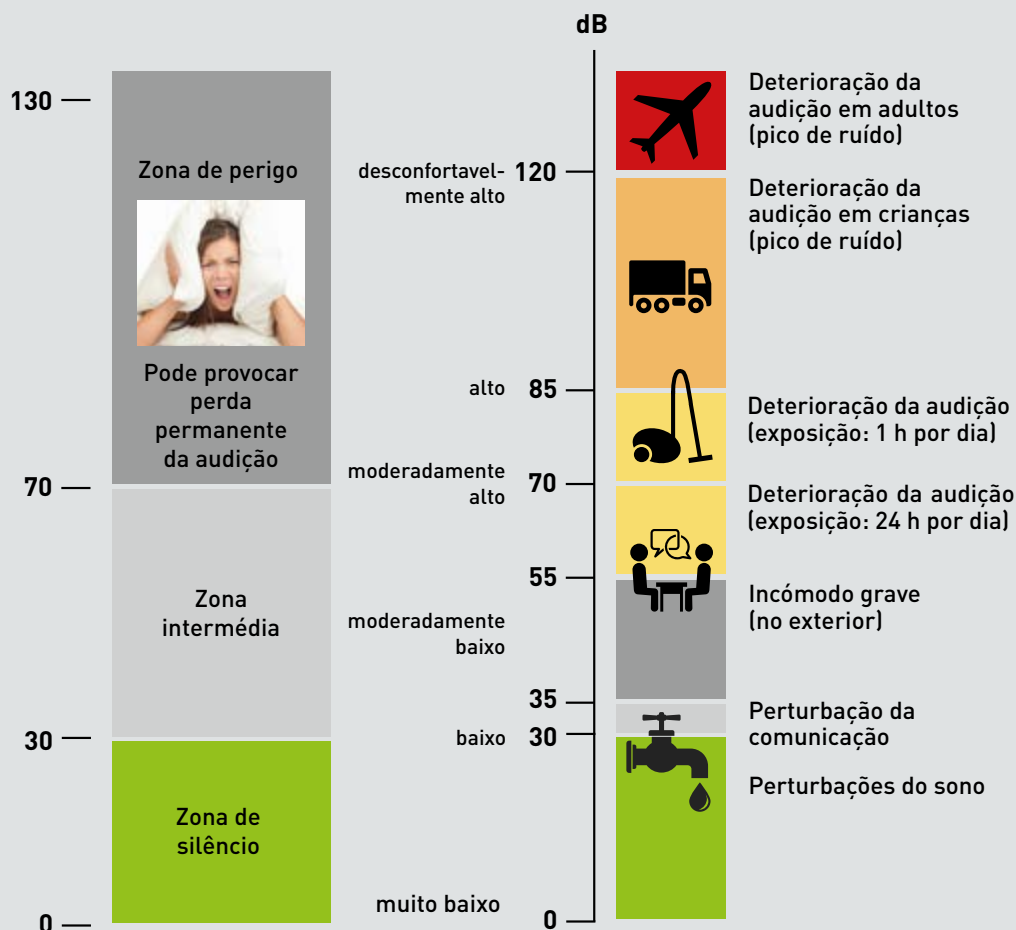 130
Zona de perigo
Pode provocar
perda
permanente
da audição
70
Zona
intermédia
30
Zona de
silêncio
0
desconfortavel-
mente alto
alto
moderadamente
alto
moderadamente
baixo
baixo
muito baixo
dB
120
85
70
55
35
30
0
Deterioração da
audição em adultos
(pico de ruído)
Deterioração da
audição em crianças
(pico de ruído)
Deterioração da audição
(exposição: 1 h por dia)
Deterioração da audição
(exposição: 24 h por dia)
Incómodo grave
(no exterior)
Perturbação da
comunicação
Perturbações do sono